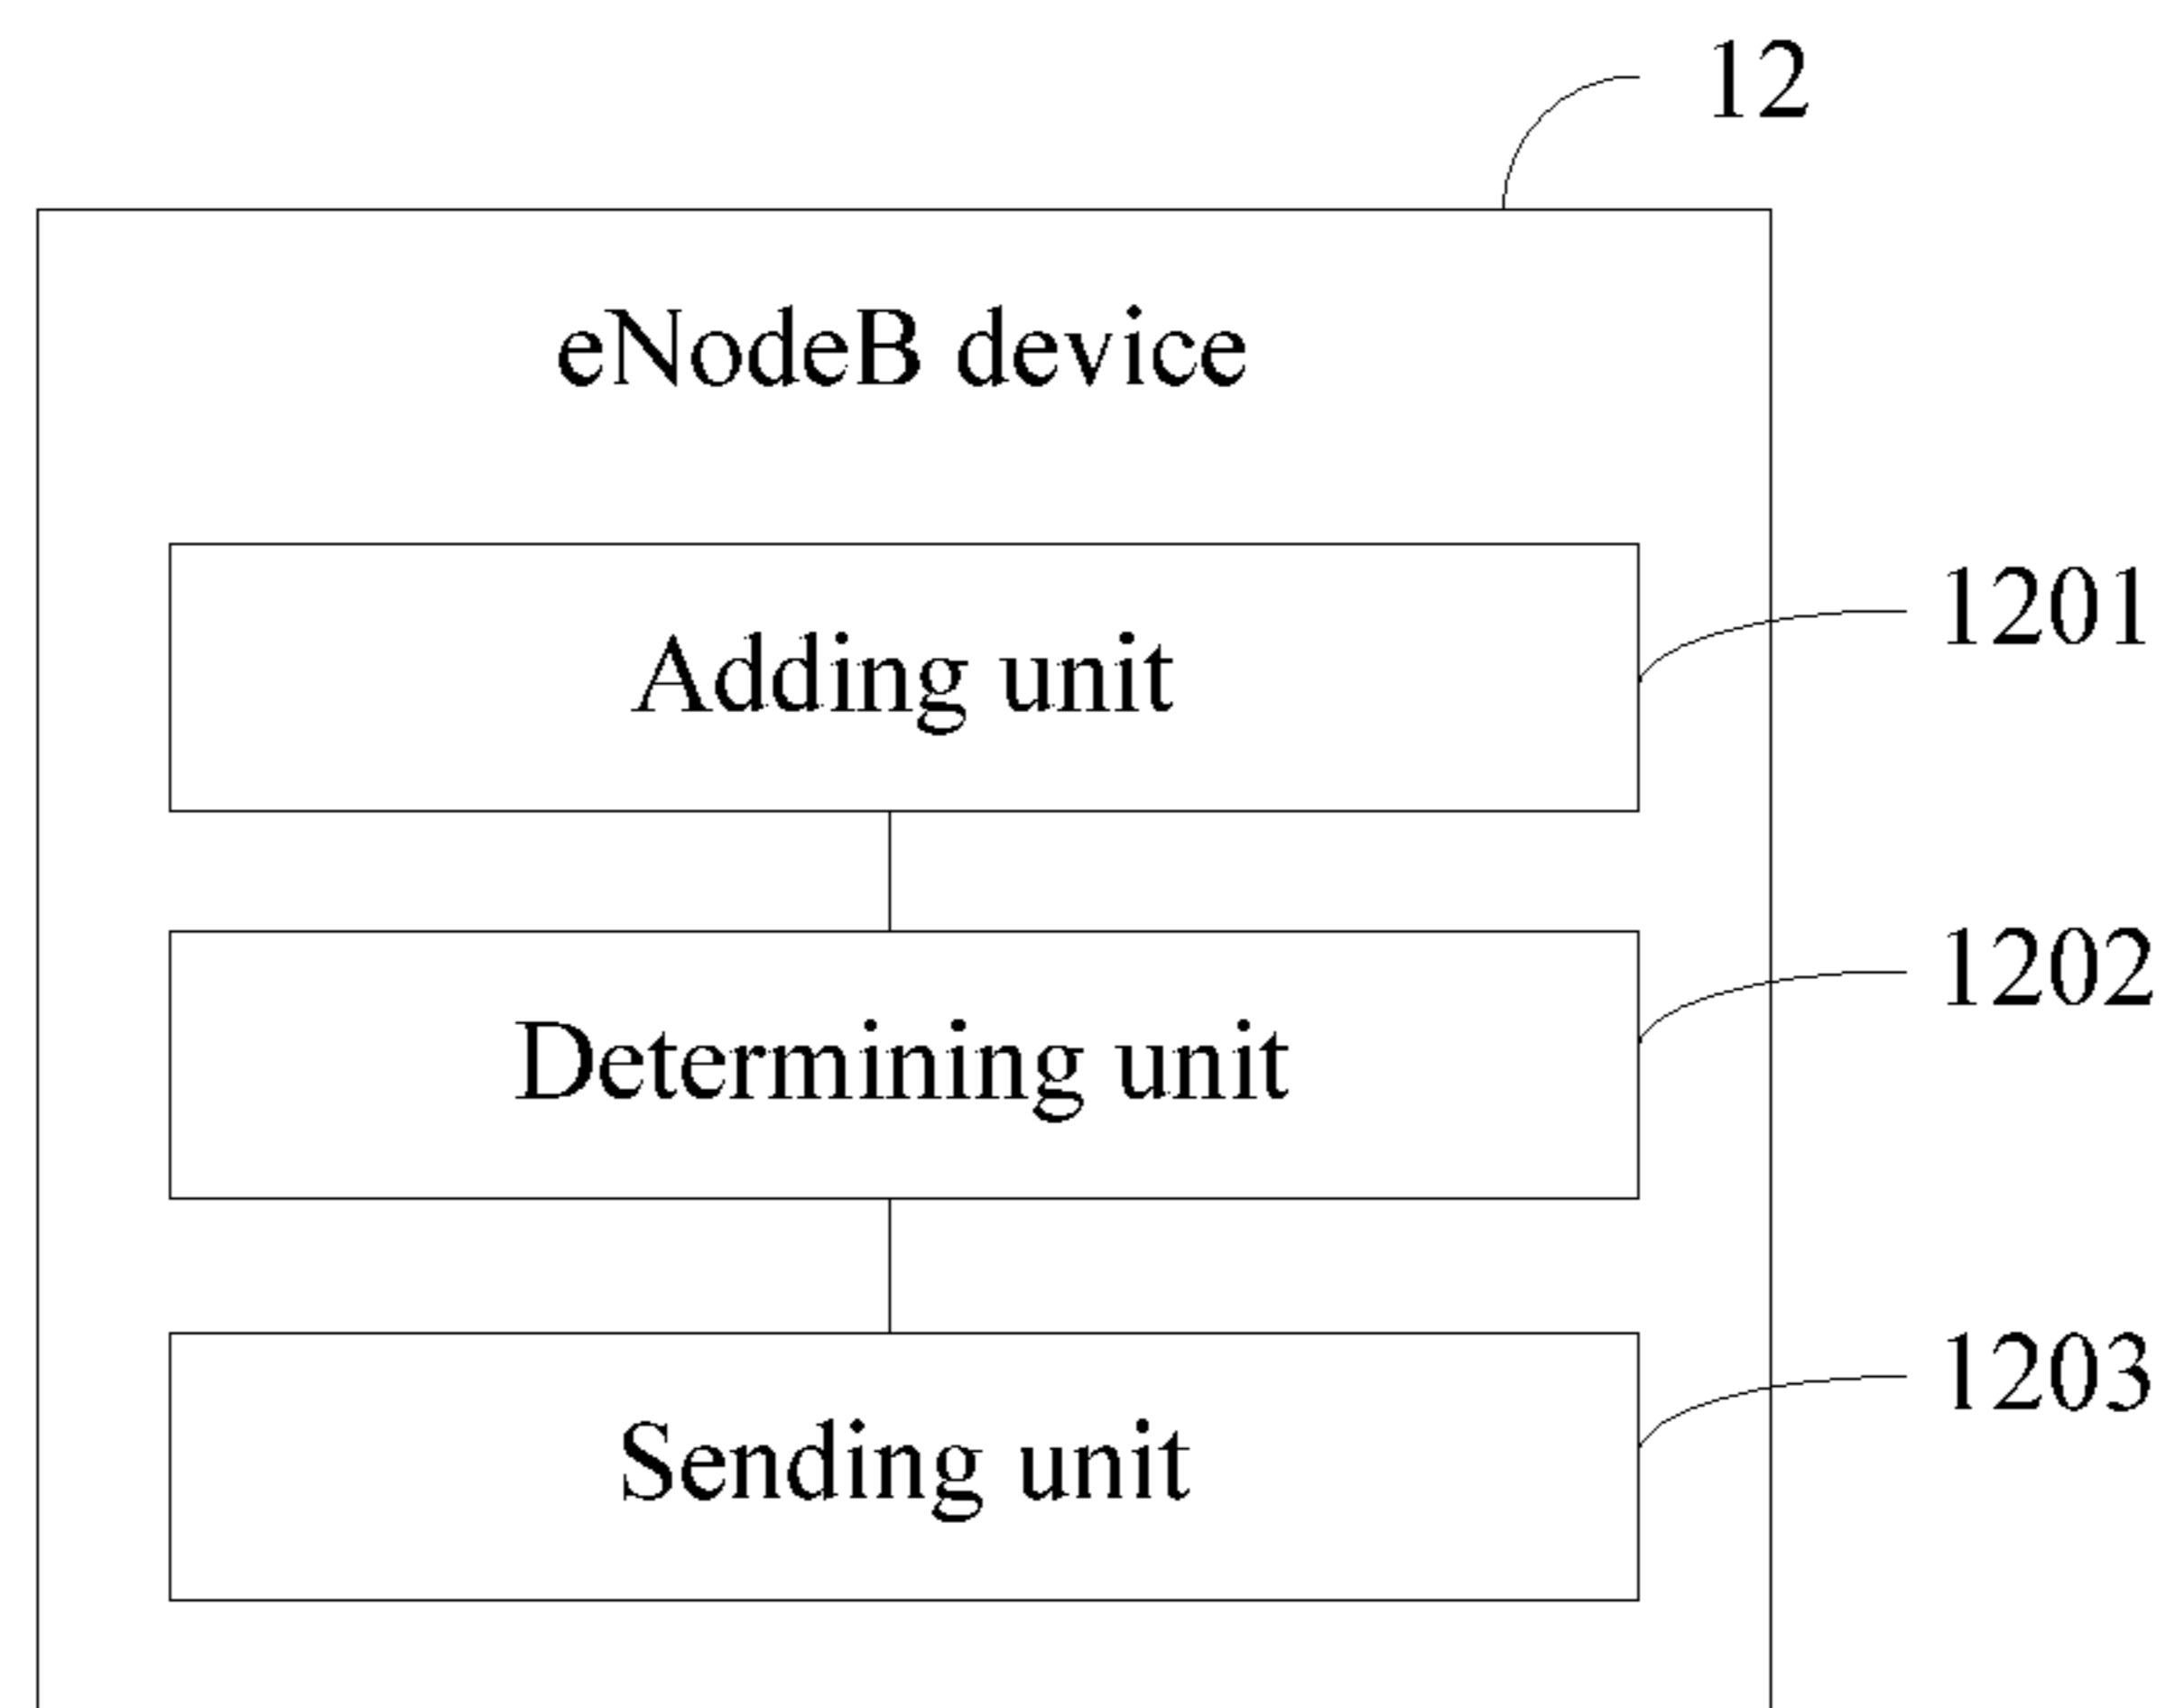 12
eNodeB device
Adding unit
1201
Determining unit
1202
Sending unit
1203